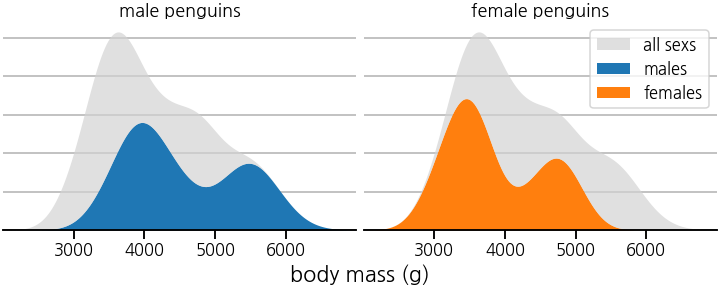 male penguins
female penguins
all sexs
males
females
3000 4000 5000 6000
3000 4000 5000 6000
body mass (g)